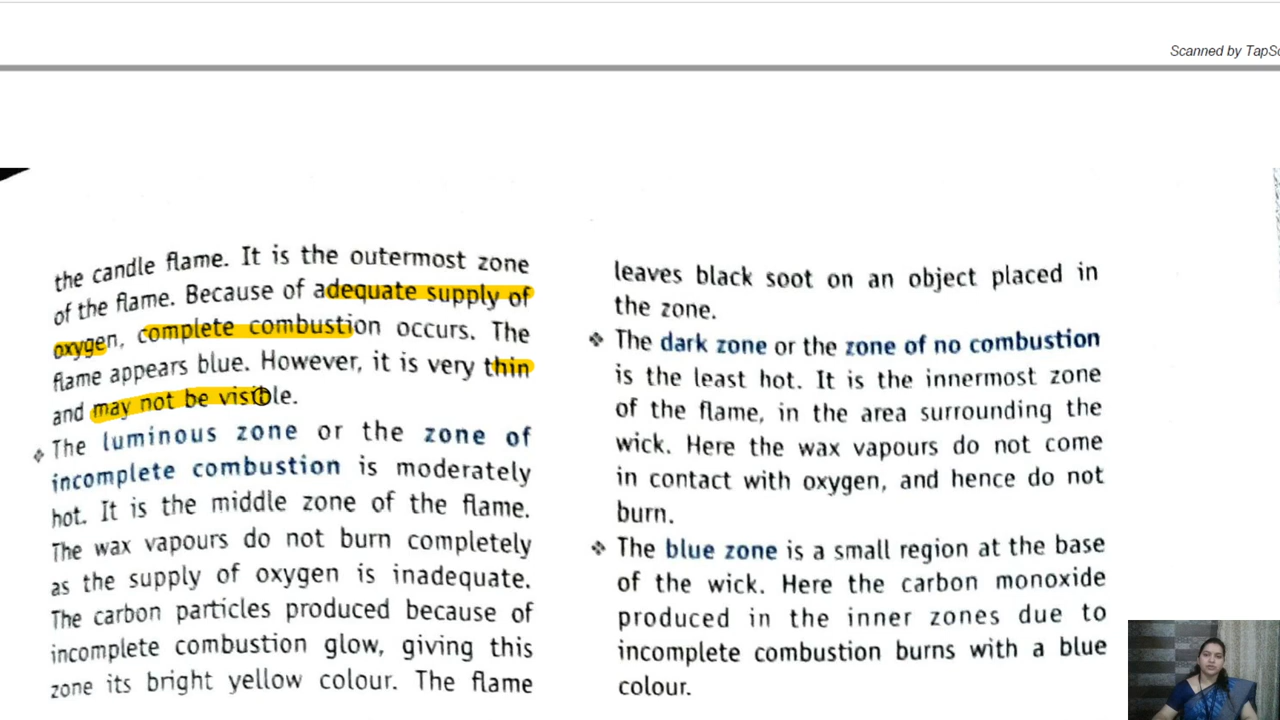 Scanned by TapSc
the candle flame. It is the outermost zone
of the flame. Because of adequate supply of
oxygen, complete combustion occurs. The
flame appears blue. However, it is very thin
and may not be visible.
❖ The luminous zone or the zone of
incomplete combustion is moderately
hot. It is the middle zone of the flame.
The wax vapours do not burn completely
as the supply of oxygen is inadequate.
The carbon particles produced because of
incomplete combustion glow, giving this
zone its bright yellow colour. The flame
leaves black soot on an object placed in
the zone.
❖ The dark zone or the zone of no combustion
is the least hot. It is the innermost zone
of the flame, in the area surrounding the
wick. Here the wax vapours do not come
in contact with oxygen, and hence do not
burn.
❖ The blue zone is a small region at the base
of the wick. Here the carbon monoxide
produced in the inner zones due to
incomplete combustion burns with a blue
colour.